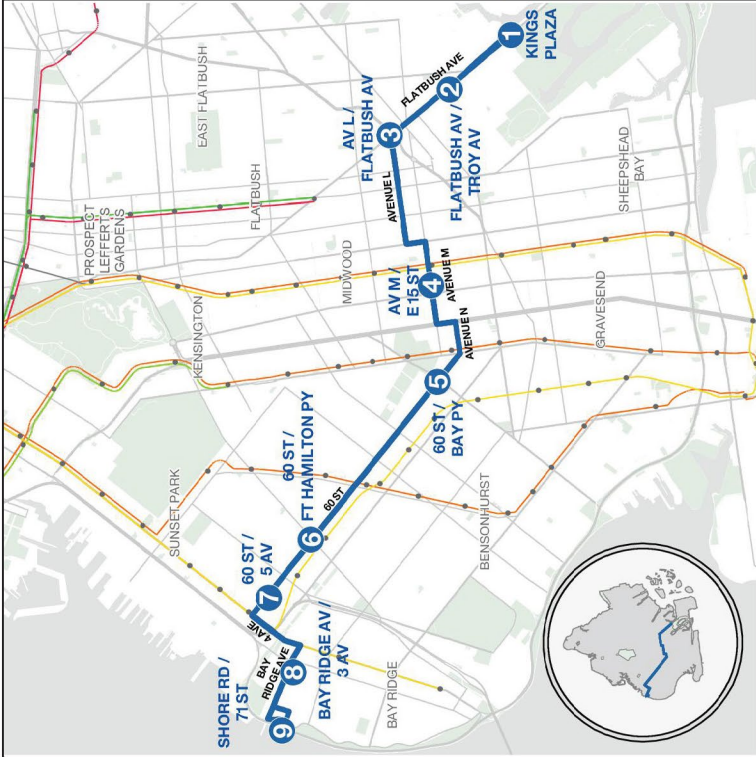 1
KINGS
PLAZA
FLATBUSH AVE
2
FLATBUSH AV /
TROY AV
3
AV L /
FLATBUSH AV
AVENUE L
4
AV M /
E 15 ST
AVENUE M
AVENUE N
5
60 ST /
BAY PY
60 ST
6
60 ST /
FT HAMILTON PY
7
60 ST /
5 AV
4 AVE
BAY
RIDGE AVE
8
BAY RIDGE AV /
3 AV
9
SHORE RD /
71 ST
EAST FLATBUSH
FLATBUSH
PROSPECT
LEFFERTS
GARDENS
MIDWOOD
KENSINGTON
SUNSET PARK
SHEEPSHEAD
BAY
GRAVESEND
BENSONHURST
BAY RIDGE